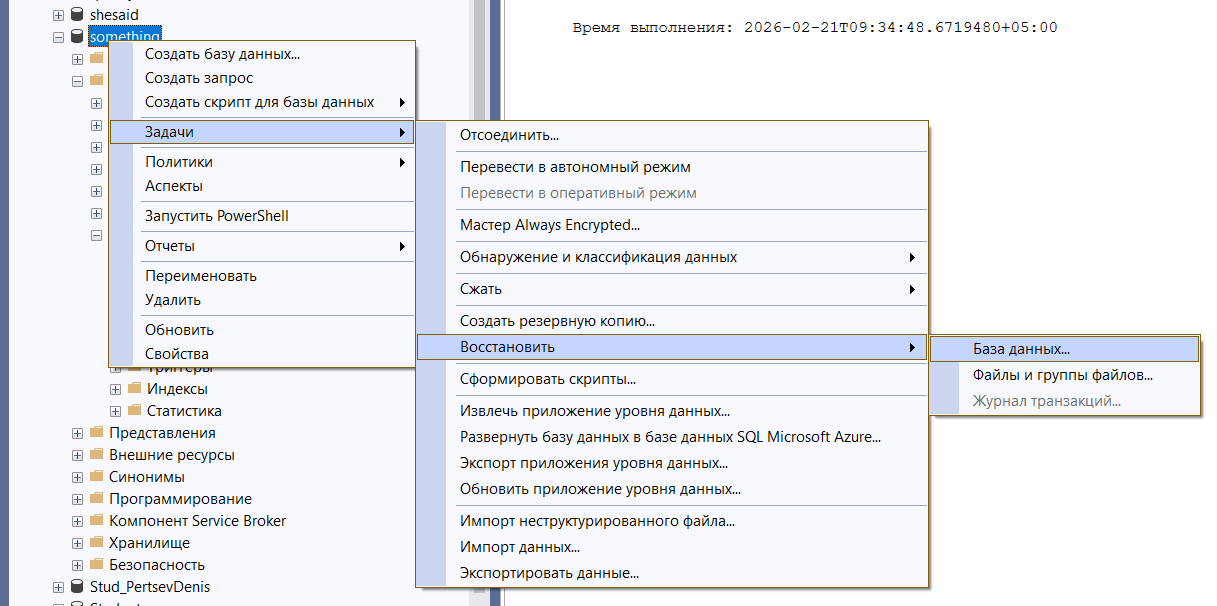 shesaid
something
Время выполнения: 2026-02-21T09:34:48.6719480+05:00
Создать базу данных...
Создать запрос
Создать скрипт для базы данных
Задачи
Политики
Аспекты
Запустить PowerShell
Отчеты
Переименовать
Удалить
Обновить
Свойства
Отсоединить...
Перевести в автономный режим
Перевести в оперативный режим
Мастер Always Encrypted...
Обнаружение и классификация данных
Сжать
Создать резервную копию...
Восстановить
Сформировать скрипты...
Извлечь приложение уровня данных...
Развернуть базу данных в базе данных SQL Microsoft Azure...
Экспорт приложения уровня данных...
Обновить приложение уровня данных...
Импорт неструктурированного файла...
Импорт данных...
Экспортировать данные...
База данных...
Файлы и группы файлов...
Журнал транзакций...
Триггеры
Индексы
Статистика
Представления
Внешние ресурсы
Синонимы
Программирование
Компонент Service Broker
Хранилище
Безопасность
Stud_PertsevDenis